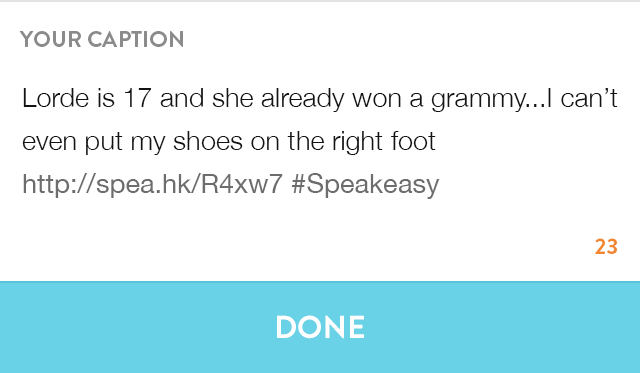 YOUR CAPTION
Lorde is 17 and she already won a grammy...I can’t
even put my shoes on the right foot
http://spea.hk/R4xw7 #Speakeasy
23
DONE